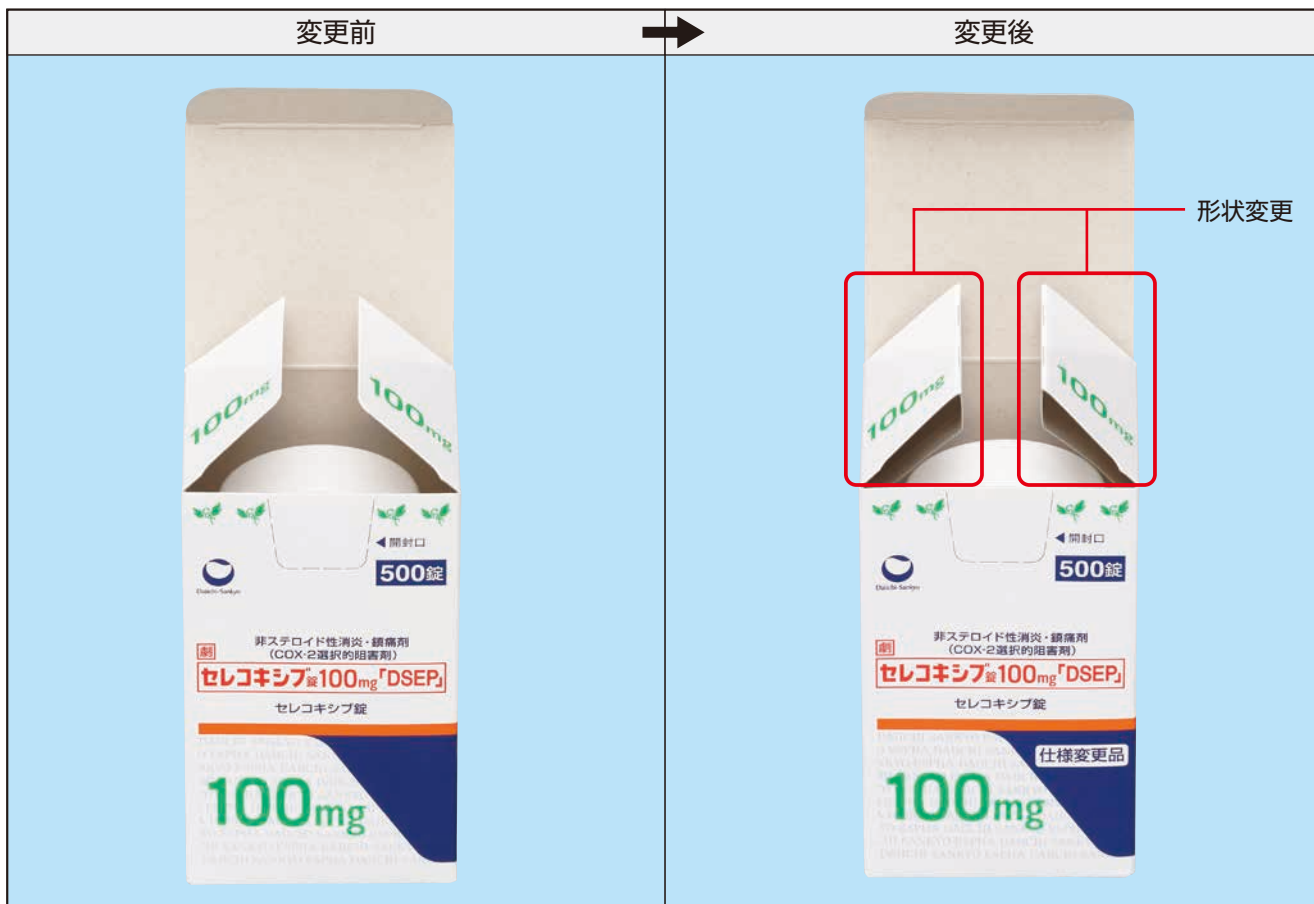 変更前
変更後
形状変更
100mg
100mg
◀開封口
500錠
Daiichi-Sankyo
非ステロイド性消炎・鎮痛剤
(COX-2選択的阻害剤)
劇
セレコキシブ錠100mg「DSEP」
セレコキシブ錠
100mg
100mg
100mg
◀開封口
500錠
Daiichi-Sankyo
非ステロイド性消炎・鎮痛剤
(COX-2選択的阻害剤)
劇
セレコキシブ錠100mg「DSEP」
セレコキシブ錠
仕様変更品
100mg